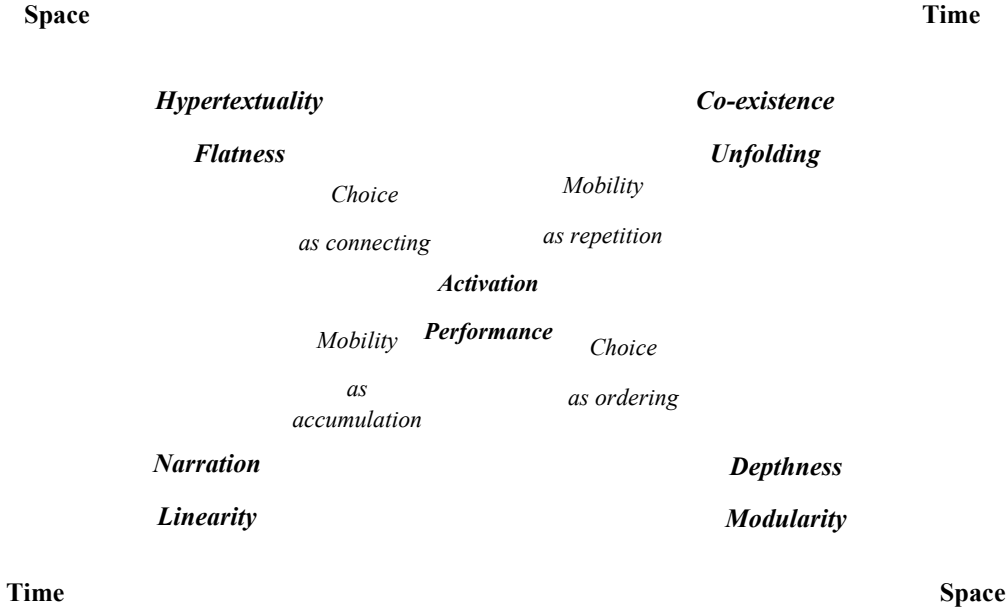 Space
Time
Hypertextuality
Co-existence
Flatness
Unfolding
Choice
Mobility
as connecting
as repetition
Activation
Mobility
Performance
Choice
as
accumulation
as ordering
Narration
Depthness
Linearity
Modularity
Time
Space